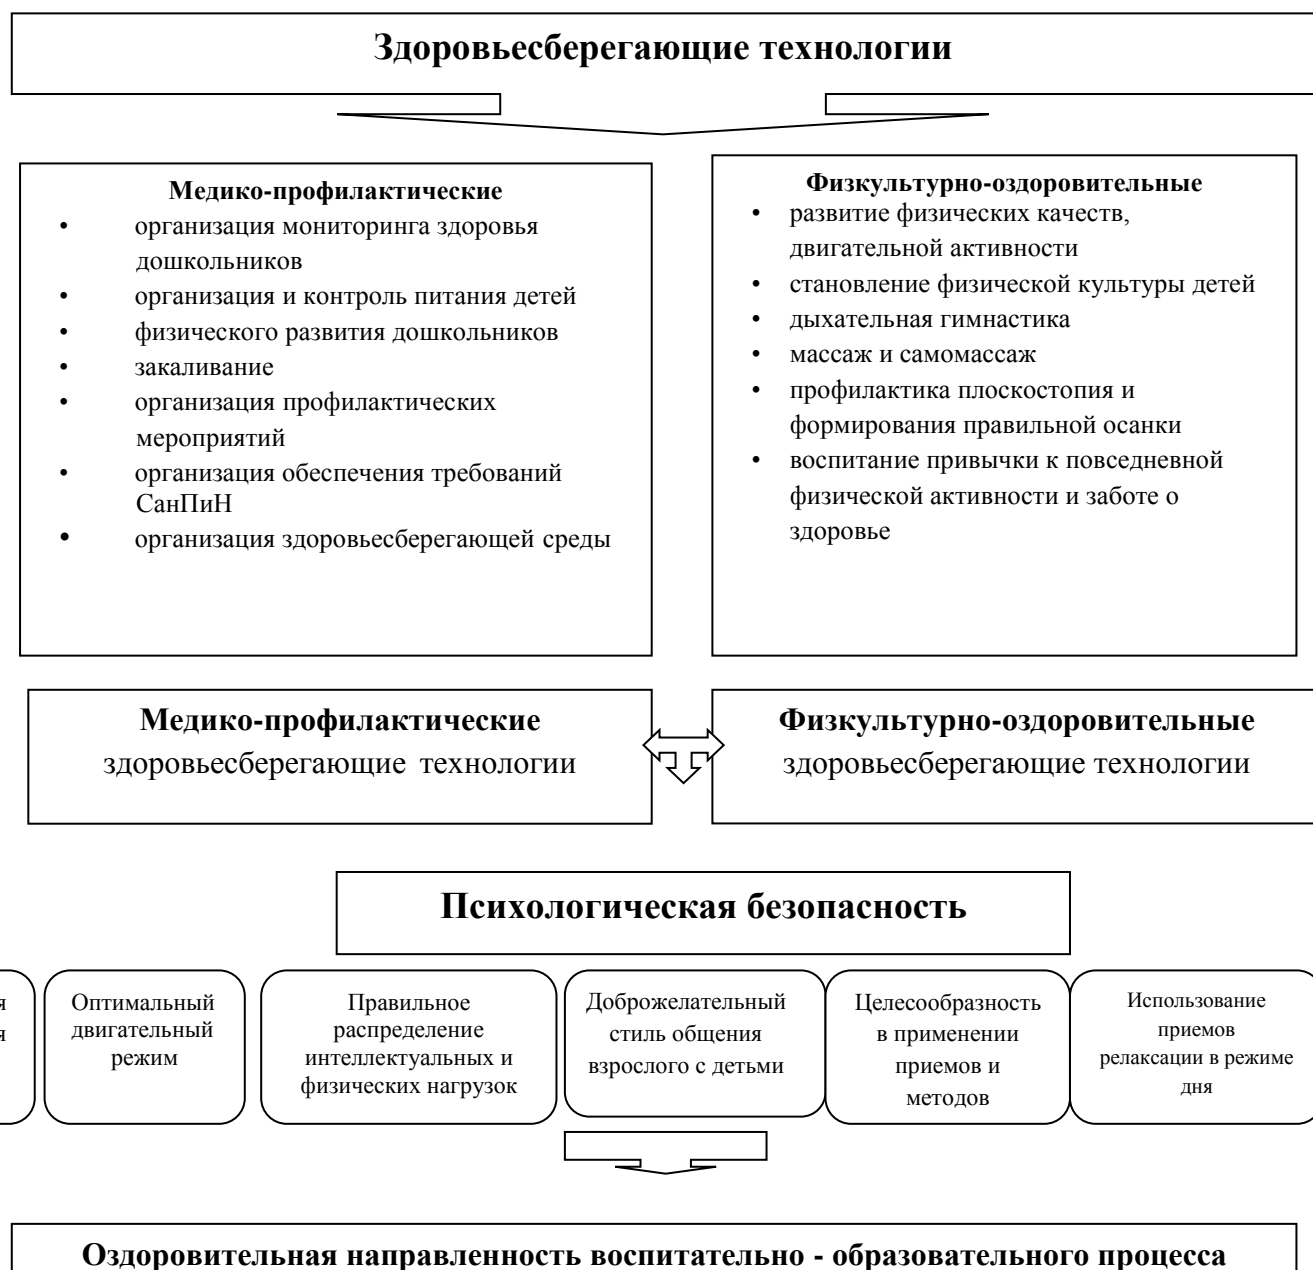 Здоровьесберегающие технологии
Медико-профилактические
• организация мониторинга здоровья
дошкольников
• организация и контроль питания детей
• физического развития дошкольников
• закаливание
• организация профилактических
мероприятий
• организация обеспечения требований
СанПиН
• организация здоровьесберегающей среды
Физкультурно-оздоровительные
• развитие физических качеств,
двигательной активности
• становление физической культуры детей
• дыхательная гимнастика
• массаж и самомассаж
• профилактика плоскостопия и
формирования правильной осанки
• воспитание привычки к повседневной
физической активности и заботе о
здоровье
Медико-профилактические
здоровьесберегающие технологии
Физкультурно-оздоровительные
здоровьесберегающие технологии
Психологическая безопасность
я
я
Оптимальный
двигательный
режим
Правильное
распределение
интеллектуальных и
физических нагрузок
Доброжелательный
стиль общения
взрослого с детьми
Целесообразность
в применении
приемов и
методов
Использование
приемов
релаксации в режиме
дня
Оздоровительная направленность воспитательно - образовательного процесса